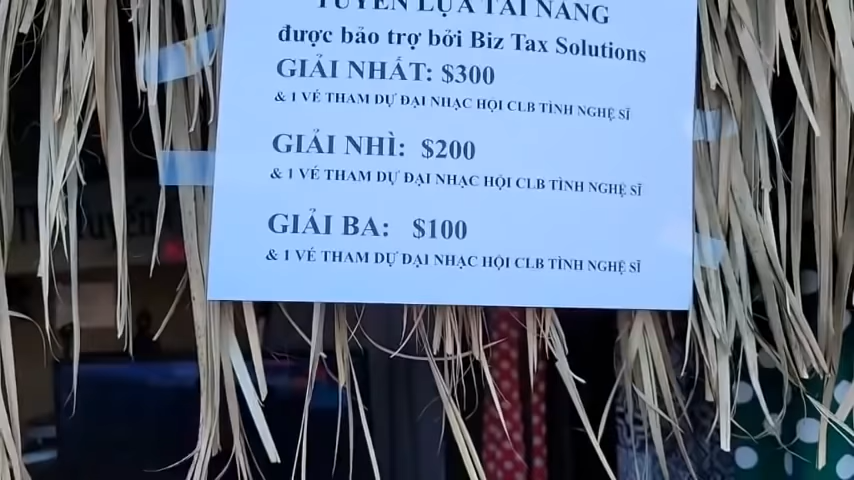 TUYỂN LỰA TÀI NĂNG
được bảo trợ bởi Biz Tax Solutions
GIẢI NHẤT: $300
& 1 VÉ THAM DỰ ĐẠI NHẠC HỘI CLB TÌNH NGHỆ SĨ
GIẢI NHÌ: $200
& 1 VÉ THAM DỰ ĐẠI NHẠC HỘI CLB TÌNH NGHỆ SĨ
GIẢI BA: $100
& 1 VÉ THAM DỰ ĐẠI NHẠC HỘI CLB TÌNH NGHỆ SĨ